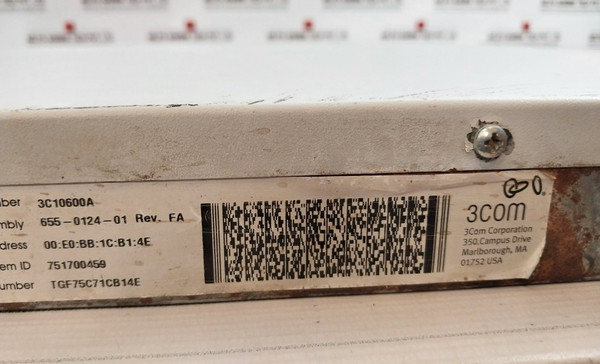 ber 3C10600A
mbly 655-0124-01 Rev. FA
dress 00:E0:BB:1C:B1:4E
em ID 751700459
umber TGF75C71CB14E
3COM
3Com Corporation
350 Campus Drive
Marlborough, MA
01752 USA